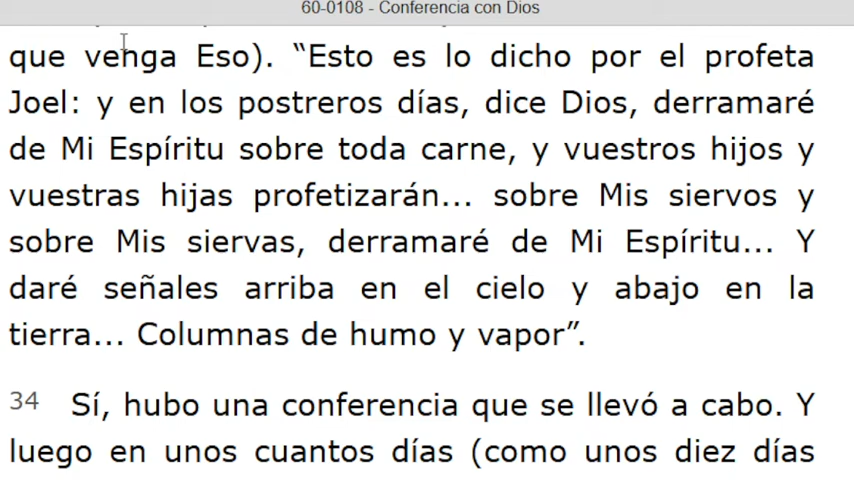 60-0108 - Conferencia con Dios
que venga Eso). “Esto es lo dicho por el profeta
Joel: y en los postreros días, dice Dios, derramaré
de Mi Espíritu sobre toda carne, y vuestros hijos y
vuestras hijas profetizarán... sobre Mis siervos y
sobre Mis siervas, derramaré de Mi Espíritu... Y
daré señales arriba en el cielo y abajo en la
tierra... Columnas de humo y vapor”.
34 Sí, hubo una conferencia que se llevó a cabo. Y
luego en unos cuantos días (como unos diez días